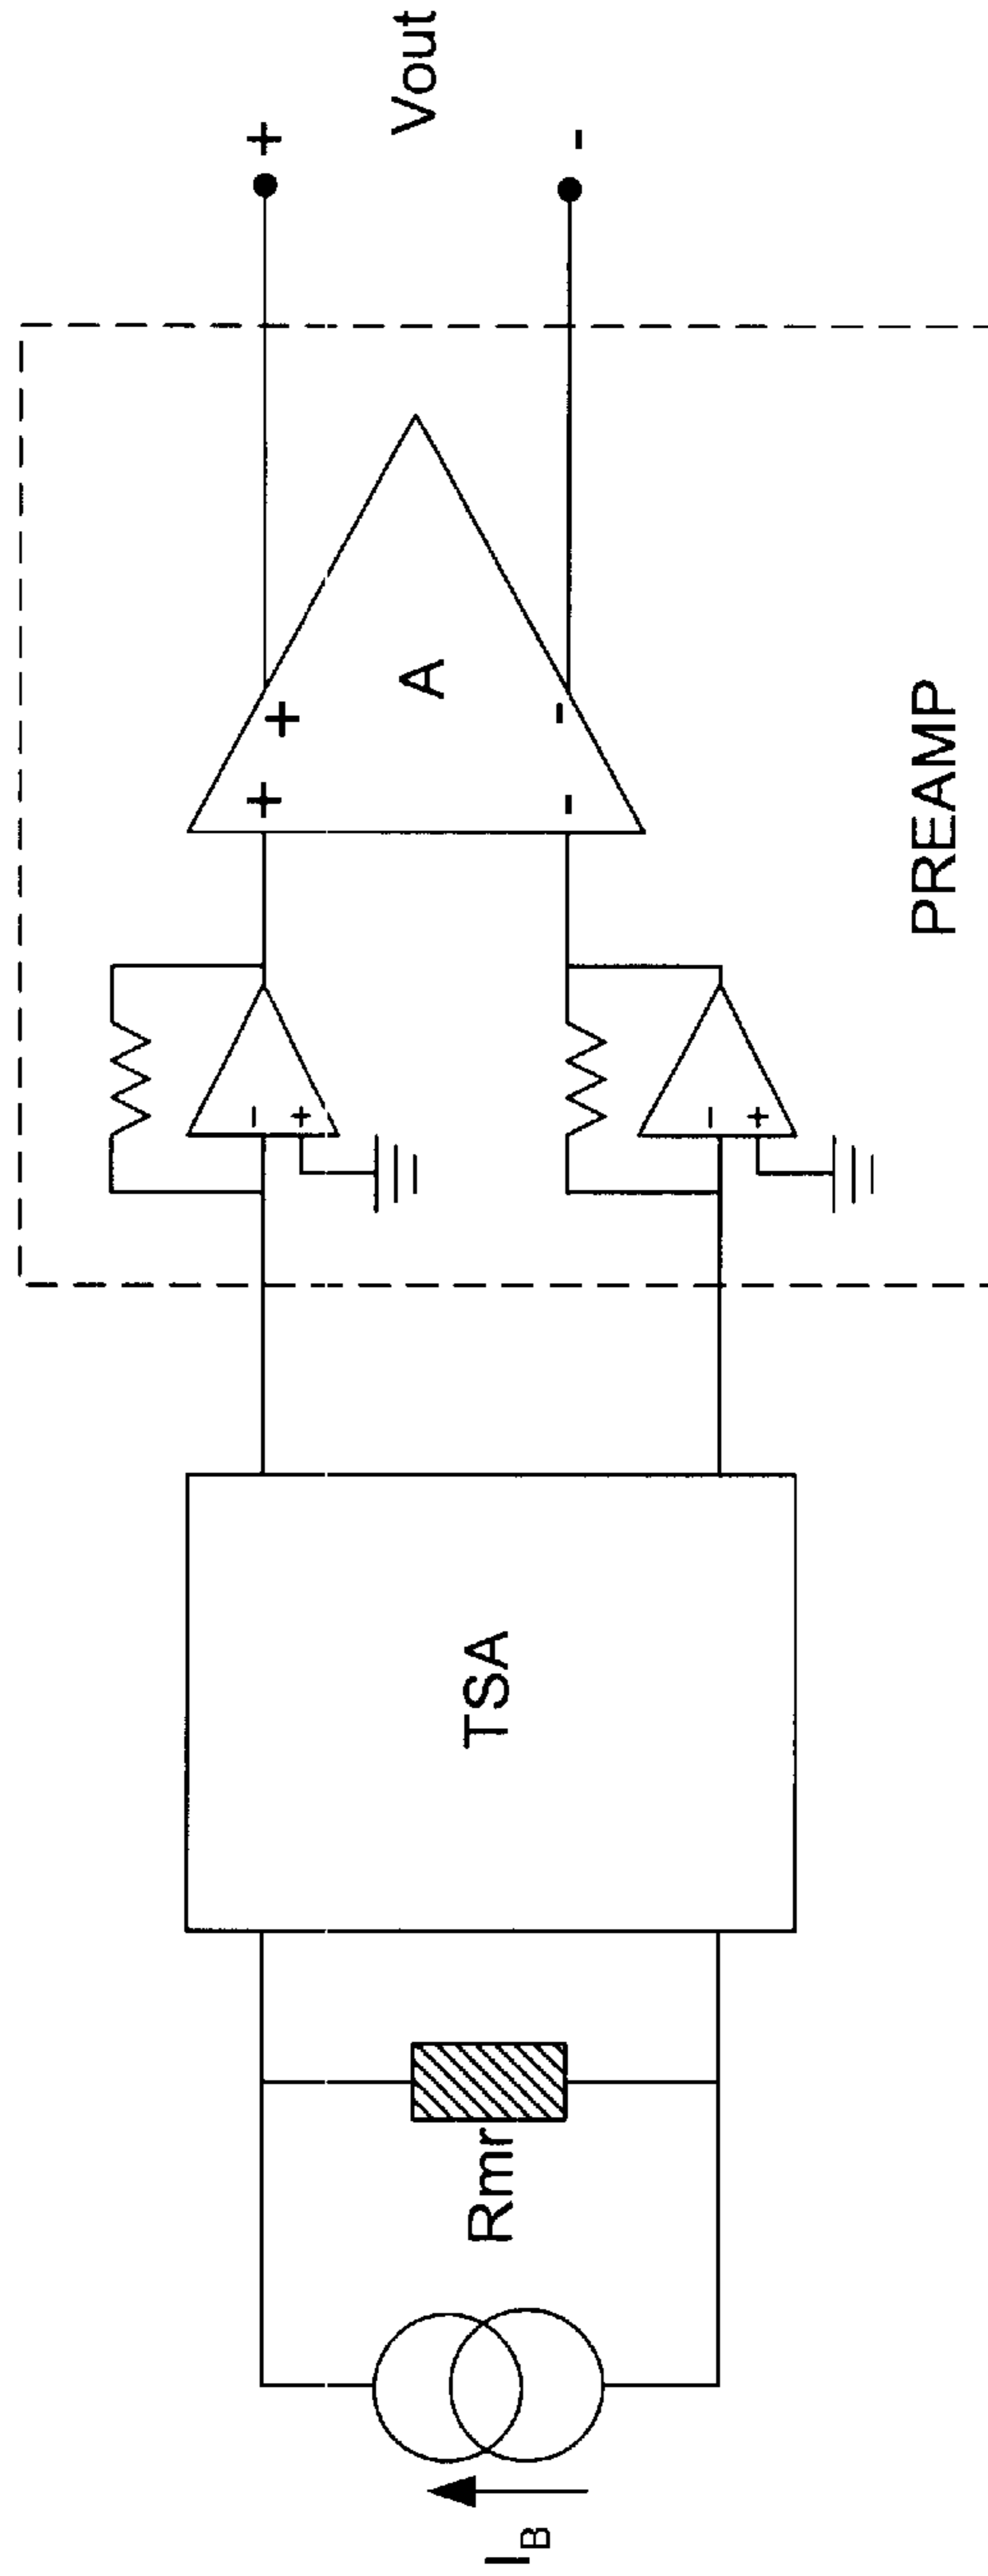 I_B
Rmr
TSA
- +
- +
+ +
- -
A
PREAMP
+
Vout
-